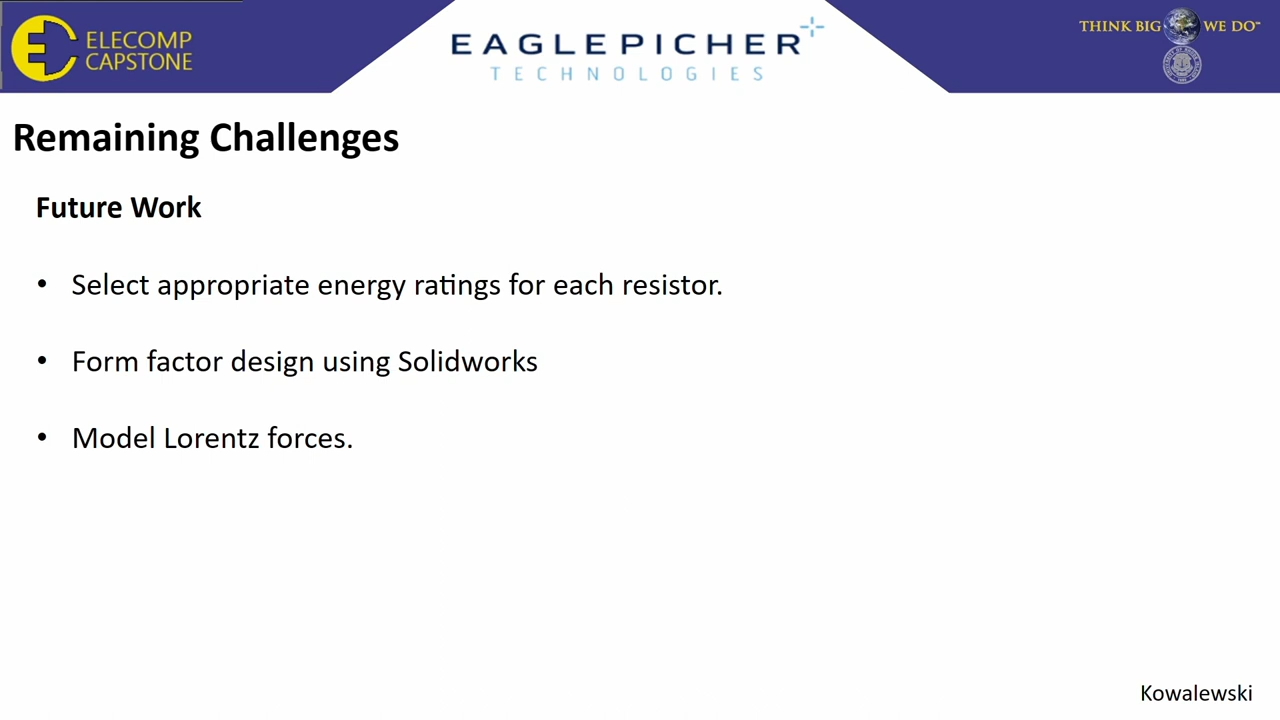 ELECOMP
CAPSTONE
EAGLEPICHER
TECHNOLOGIES
THINK BIG WE DO
Remaining Challenges
Future Work
• Select appropriate energy ratings for each resistor.
• Form factor design using Solidworks
• Model Lorentz forces.
Kowalewski